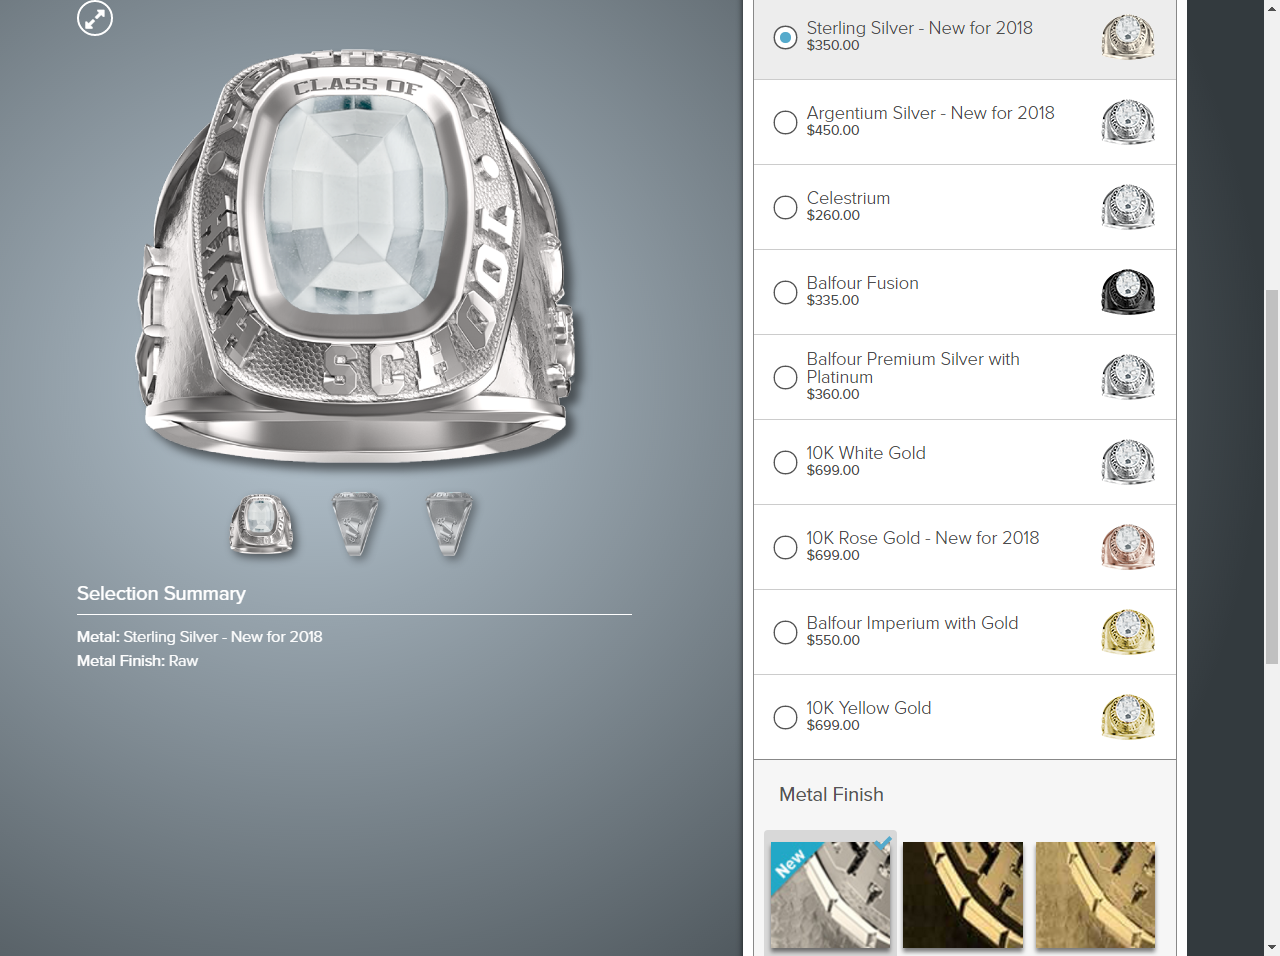 CLASS OF
HIGH SCHOOL
Selection Summary
Metal: Sterling Silver - New for 2018
Metal Finish: Raw
Sterling Silver - New for 2018
$350.00
Argentium Silver - New for 2018
$450.00
Celestrium
$260.00
Balfour Fusion
$335.00
Balfour Premium Silver with
Platinum
$360.00
10K White Gold
$699.00
10K Rose Gold - New for 2018
$699.00
Balfour Imperium with Gold
$550.00
10K Yellow Gold
$699.00
Metal Finish
New